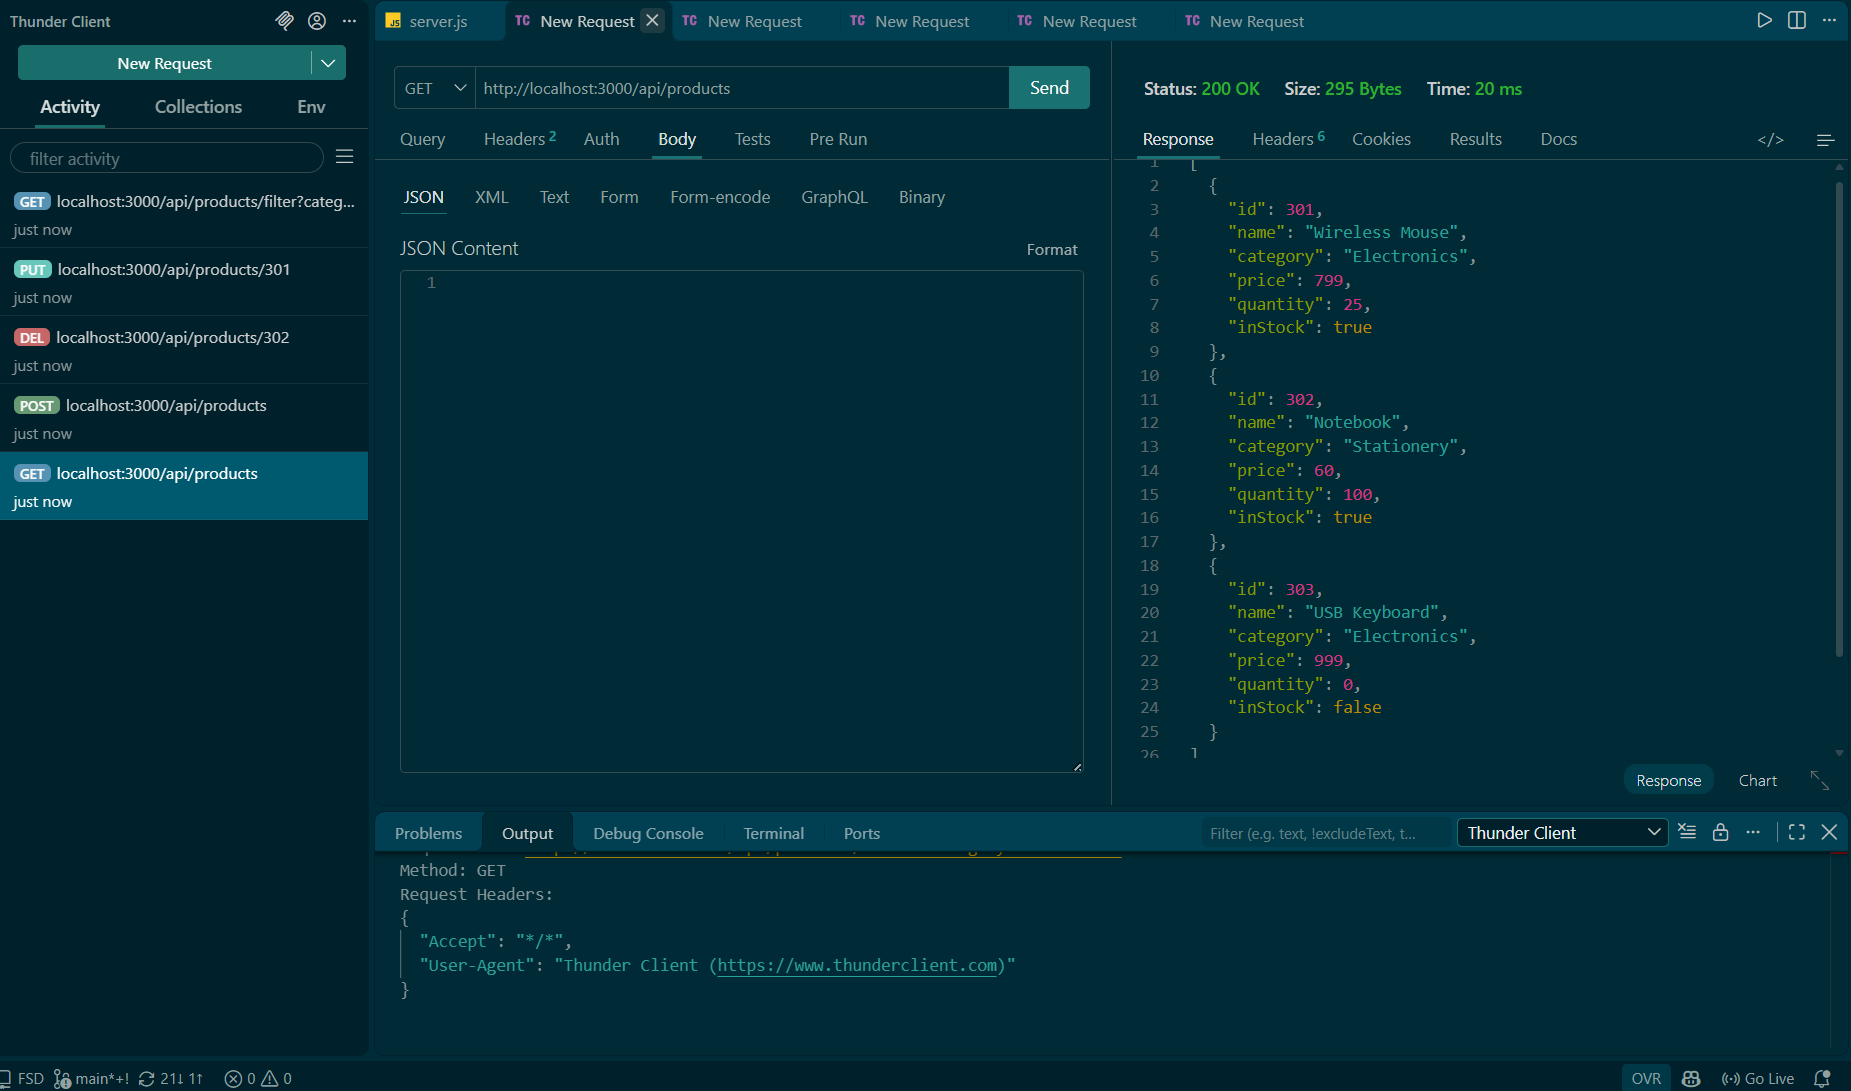 Thunder Client
New Request
Activity Collections Env
filter activity
GET localhost:3000/api/products/filter?categ...
just now
PUT localhost:3000/api/products/301
just now
DEL localhost:3000/api/products/302
just now
POST localhost:3000/api/products
just now
GET localhost:3000/api/products
just now
JS server.js
TC New Request
TC New Request
TC New Request
TC New Request
TC New Request
GET http://localhost:3000/api/products Send
Query Headers 2 Auth Body Tests Pre Run
JSON XML Text Form Form-encode GraphQL Binary
JSON Content Format
1
Status: 200 OK Size: 295 Bytes Time: 20 ms
Response Headers 6 Cookies Results Docs </>
1 [
2 {
3 "id": 301,
4 "name": "Wireless Mouse",
5 "category": "Electronics",
6 "price": 799,
7 "quantity": 25,
8 "inStock": true
9 },
10 {
11 "id": 302,
12 "name": "Notebook",
13 "category": "Stationery",
14 "price": 60,
15 "quantity": 100,
16 "inStock": true
17 },
18 {
19 "id": 303,
20 "name": "USB Keyboard",
21 "category": "Electronics",
22 "price": 999,
23 "quantity": 0,
24 "inStock": false
25 }
26 ]
Response Chart
Problems Output Debug Console Terminal Ports Filter (e.g. text, !excludeText, t... Thunder Client
Method: GET
Request Headers:
{
"Accept": "*/*",
"User-Agent": "Thunder Client (https://www.thunderclient.com)"
}
FSD main*+! 21↓ 1↑ 0 0 OVR Go Live